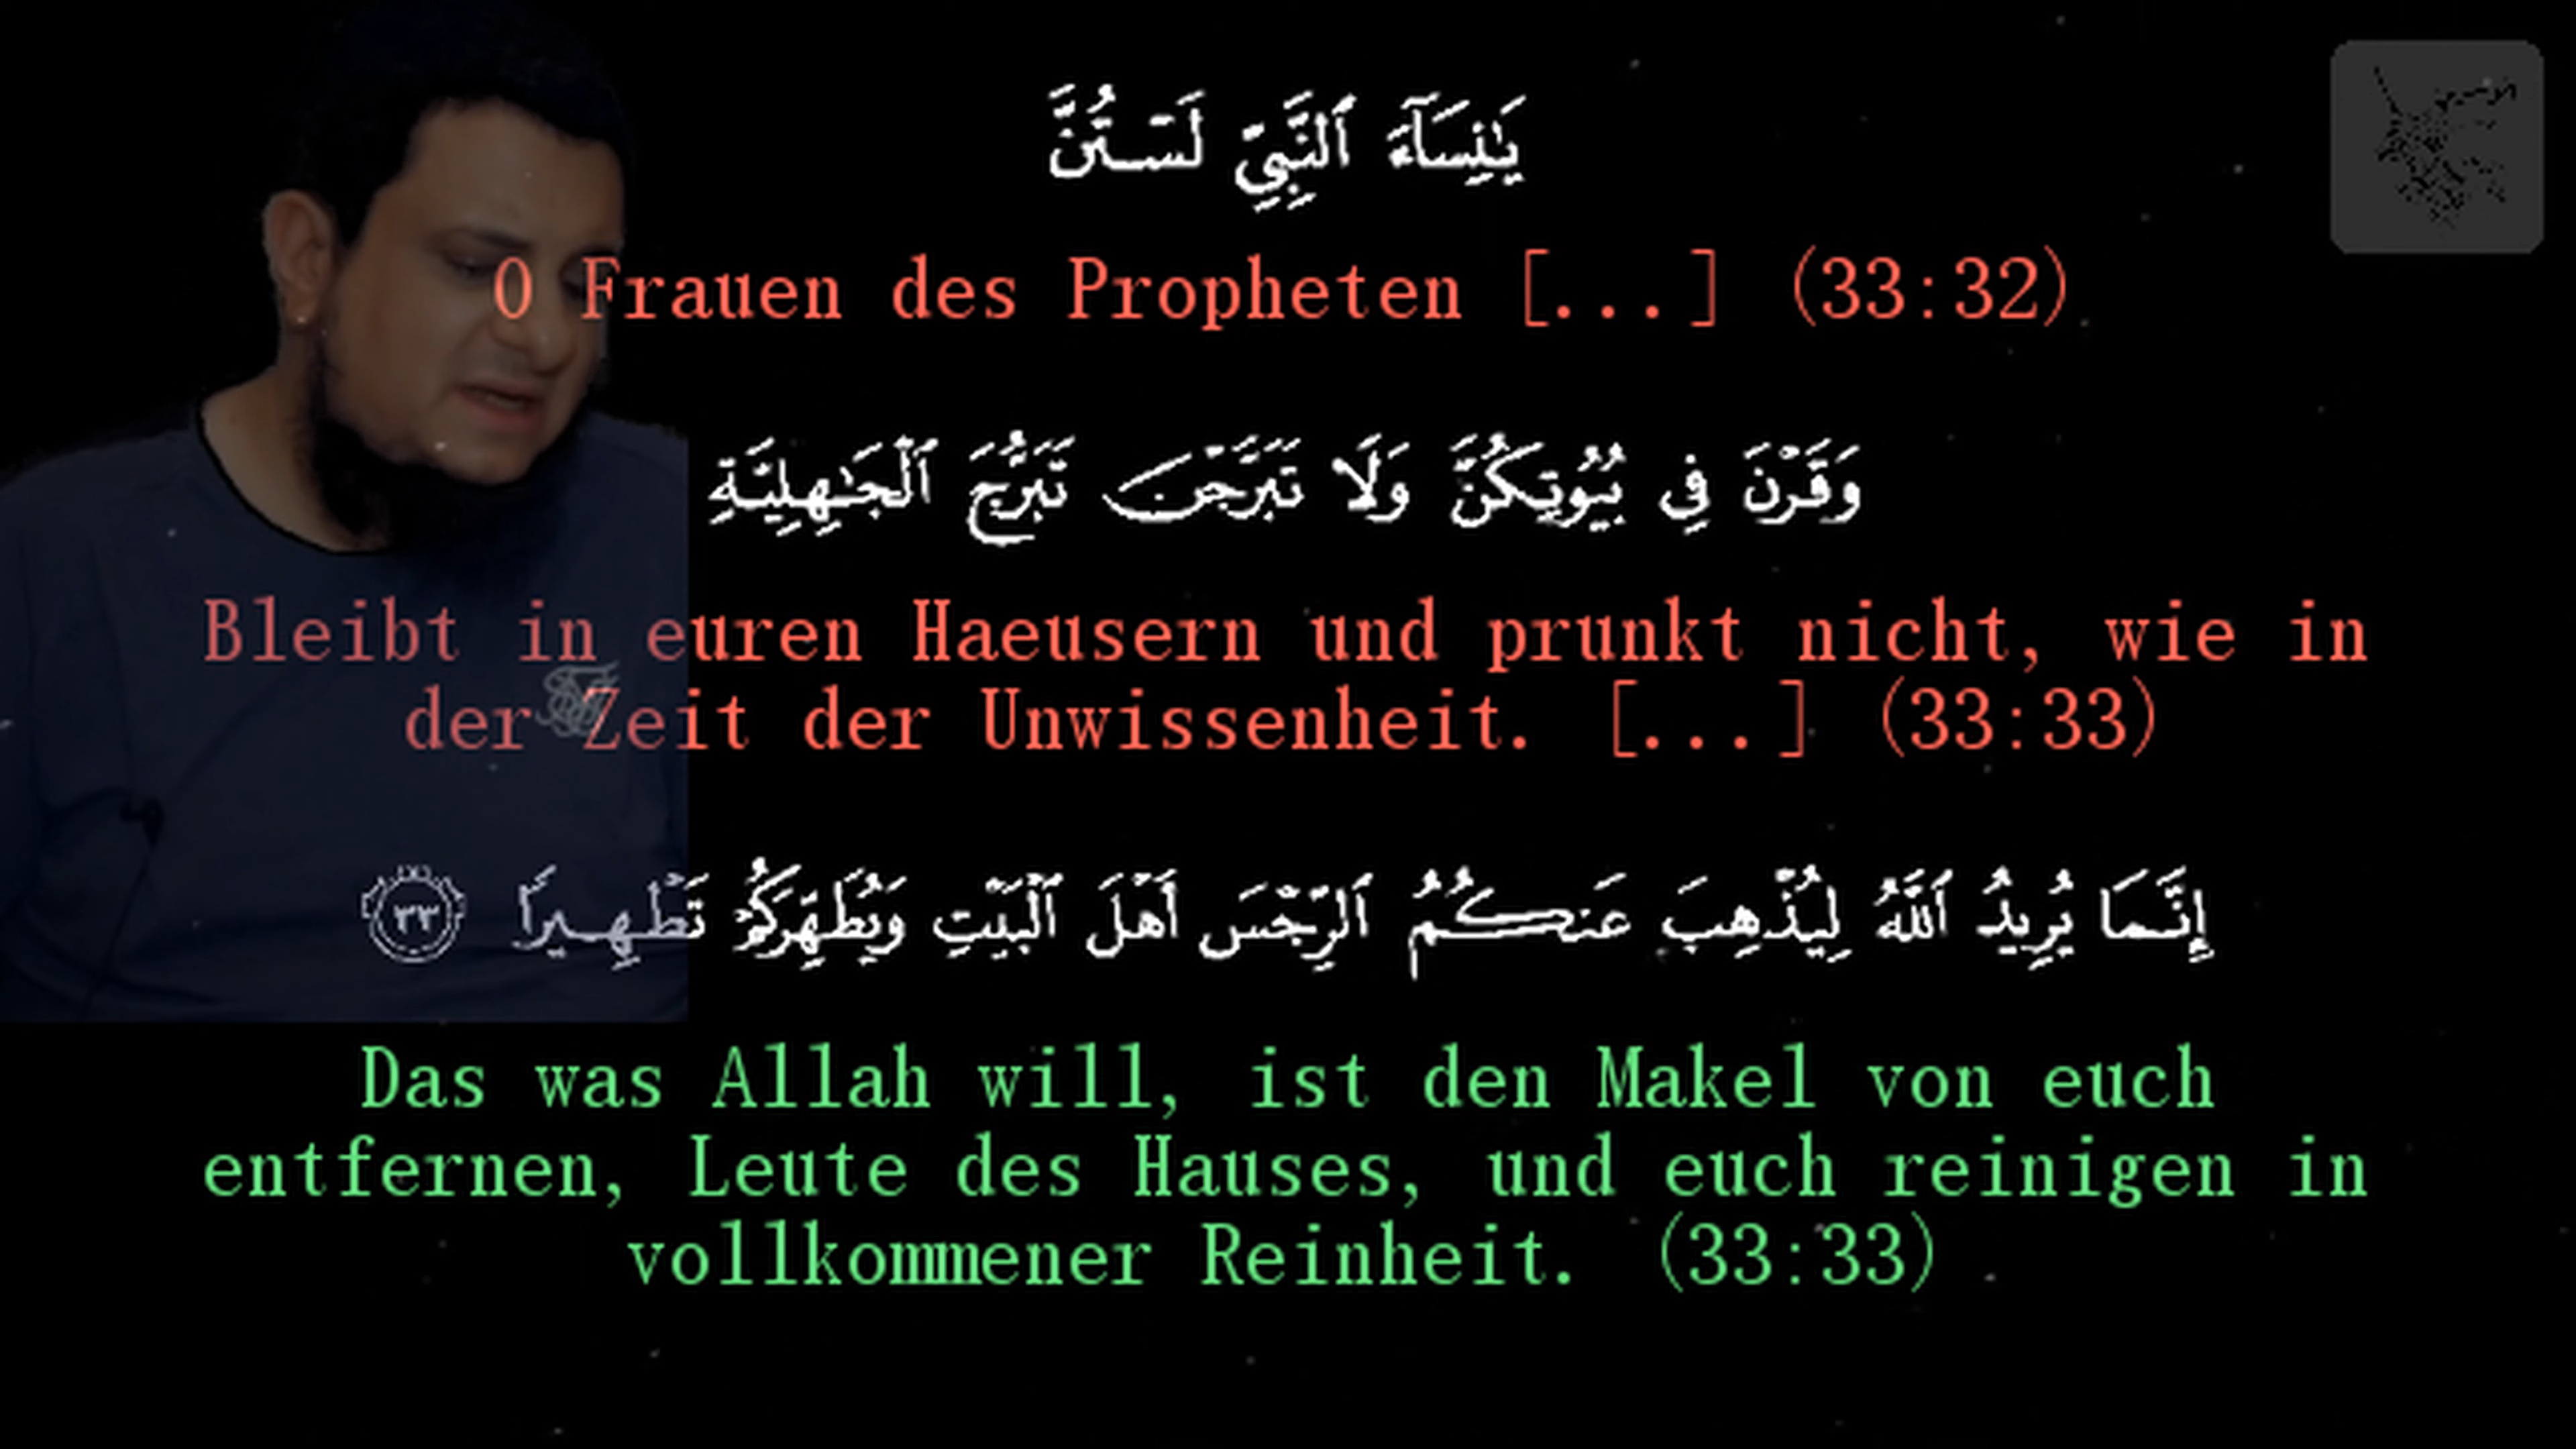 يَـٰنِسَآءَ ٱلنَّبِيِّ لَسْتُنَّ
O Frauen des Propheten [...] (33:32)
وَقَرْنَ فِى بُيُوتِكُنَّ وَلَا تَبَرَّجْنَ تَبَرُّجَ ٱلْجَـٰهِلِيَّةِ
Bleibt in euren Haeusern und prunkt nicht, wie in
der Zeit der Unwissenheit. [...] (33:33)
إِنَّمَا يُرِيدُ ٱللَّهُ لِيُذْهِبَ عَنكُمُ ٱلرِّجْسَ أَهْلَ ٱلْبَيْتِ وَيُطَهِّرَكُمْ تَطْهِيرًا ٣٣
Das was Allah will, ist den Makel von euch
entfernen, Leute des Hauses, und euch reinigen in
vollkommener Reinheit. (33:33)